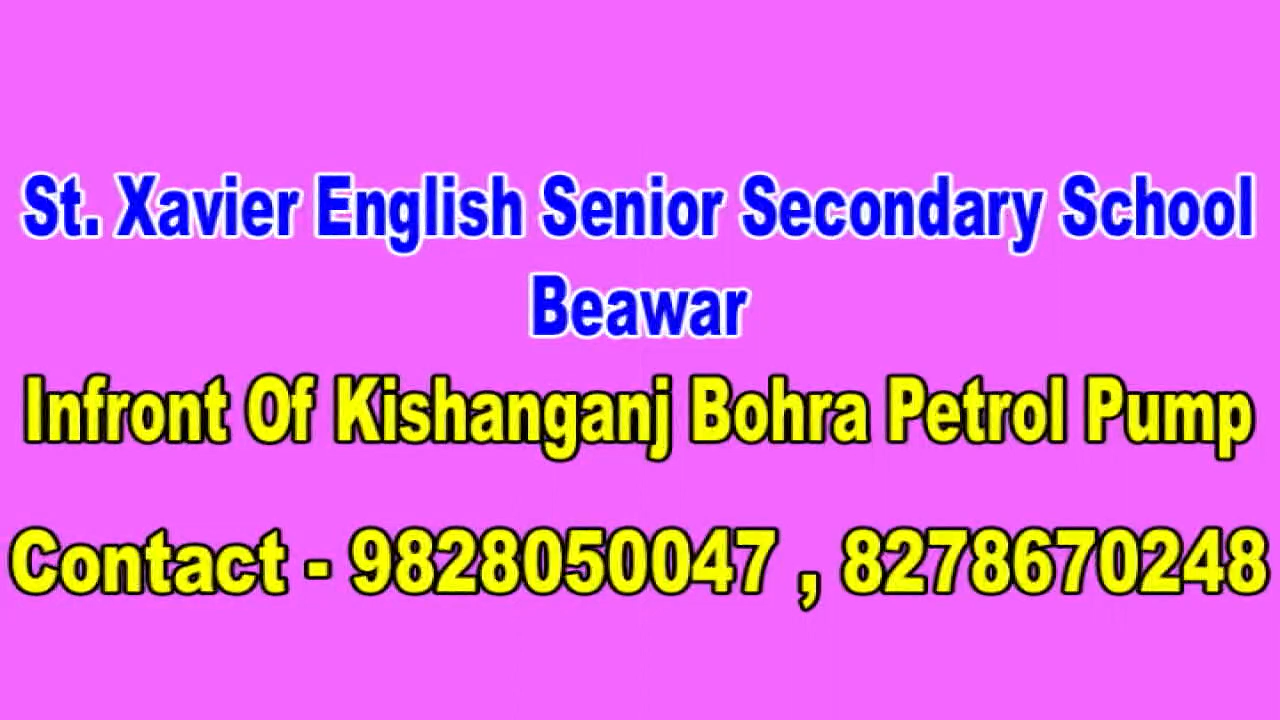 St. Xavier English Senior Secondary School
Beawar
Infront Of Kishanganj Bohra Petrol Pump
Contact - 9828050047 , 8278670248